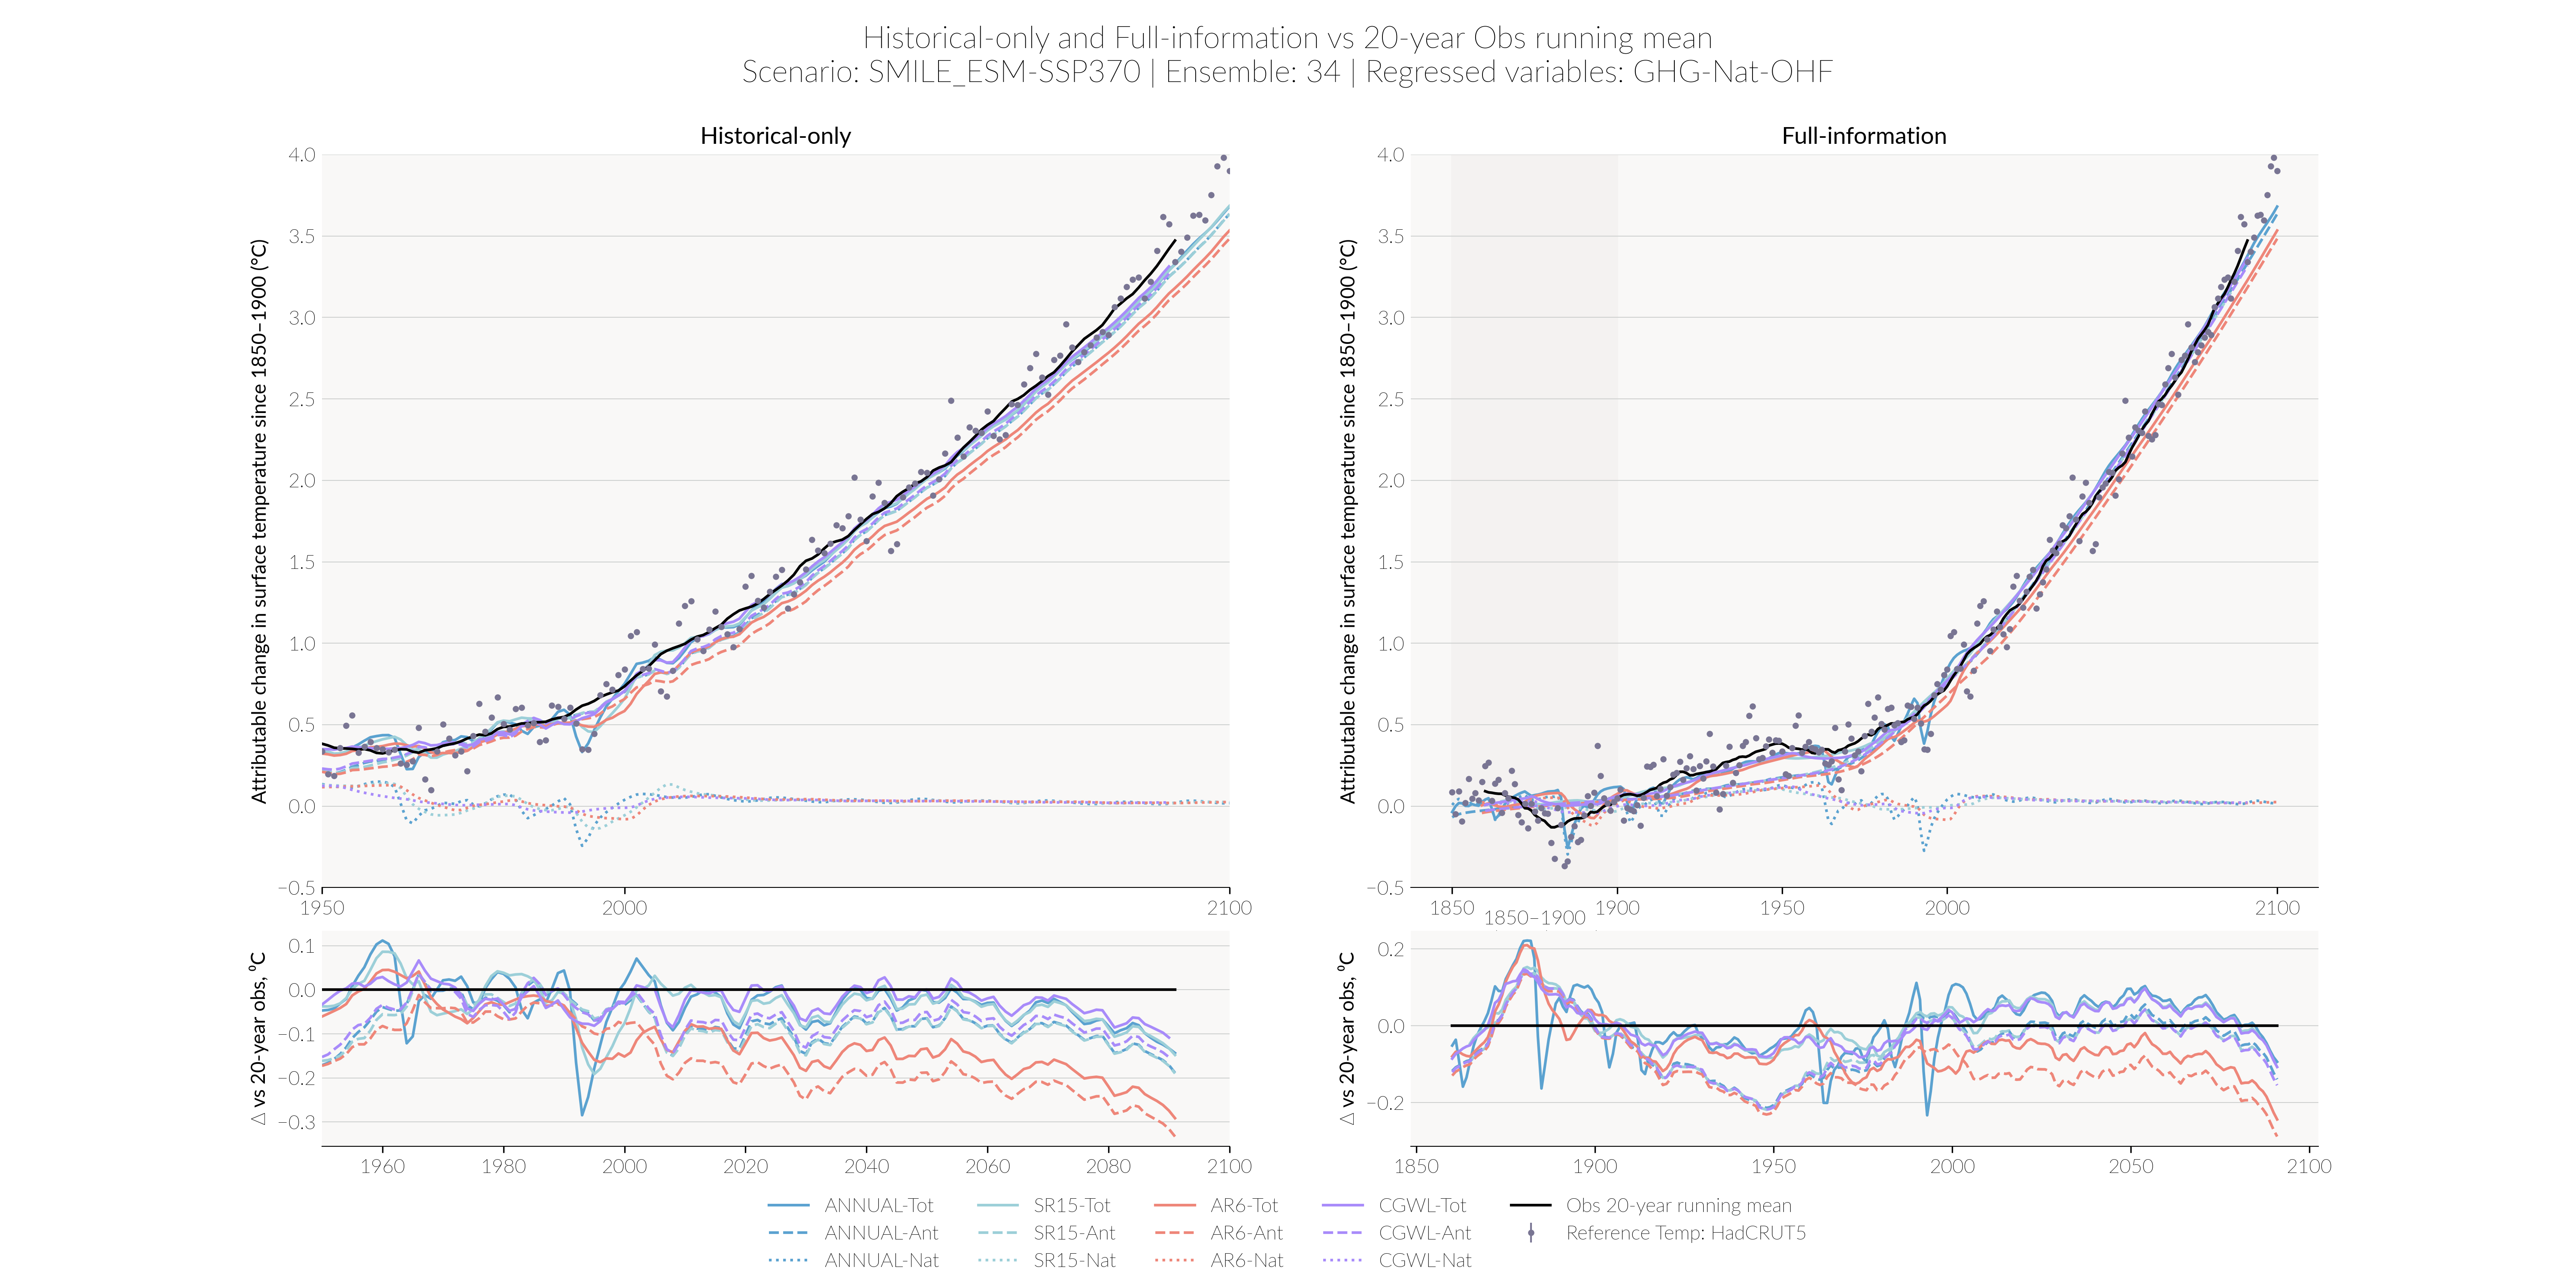 Historical-only and Full-information vs 20-year Obs running mean
Scenario: SMILE_ESM-SSP370 | Ensemble: 34 | Regressed variables: GHG-Nat-OHF
Historical-only
Attributable change in surface temperature since 1850–1900 (°C)
4.0
3.5
3.0
2.5
2.0
1.5
1.0
0.5
0.0
−0.5
1950 2000 2100
Full-information
Attributable change in surface temperature since 1850–1900 (°C)
4.0
3.5
3.0
2.5
2.0
1.5
1.0
0.5
0.0
−0.5
1850 1900 1950 2000 2100
1850–1900
Δ vs 20-year obs, °C
0.1
0.0
−0.1
−0.2
−0.3
1960 1980 2000 2020 2040 2060 2080 2100
Δ vs 20-year obs, °C
0.2
0.0
−0.2
1850 1900 1950 2000 2050 2100
ANNUAL-Tot SR15-Tot AR6-Tot CGWL-Tot Obs 20-year running mean
ANNUAL-Ant SR15-Ant AR6-Ant CGWL-Ant Reference Temp: HadCRUT5
ANNUAL-Nat SR15-Nat AR6-Nat CGWL-Nat